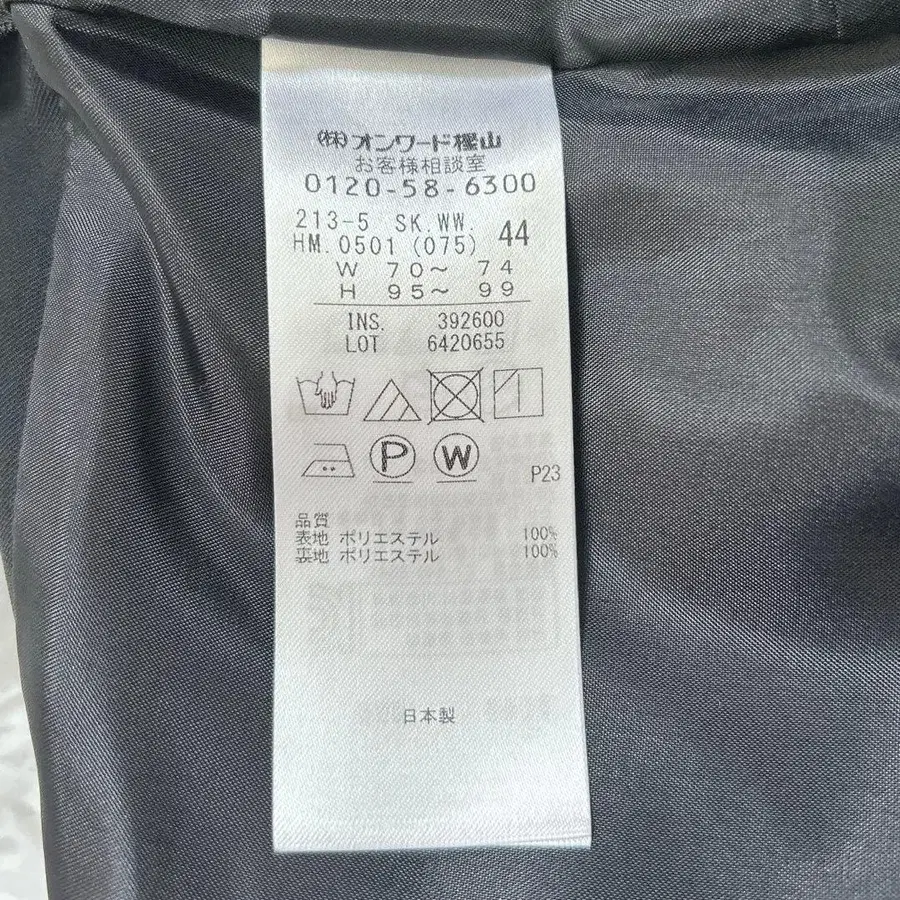 (株)オンワード樫山
お客様相談室
0120-58-6300
213-5 SK.WW. 44
HM.0501 (075)
W 70～ 74
H 95～ 99
INS. 392600
LOT 6420655
P W P23
品質
表地 ポリエステル 100%
裏地 ポリエステル 100%
日本製